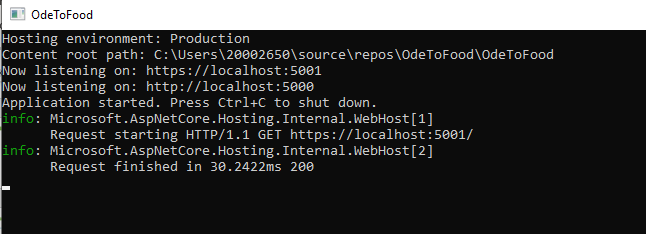 OdeToFood
Hosting environment: Production
Content root path: C:\Users\20002650\source\repos\OdeToFood\OdeToFood
Now listening on: https://localhost:5001
Now listening on: http://localhost:5000
Application started. Press Ctrl+C to shut down.
info: Microsoft.AspNetCore.Hosting.Internal.WebHost[1]
      Request starting HTTP/1.1 GET https://localhost:5001/
info: Microsoft.AspNetCore.Hosting.Internal.WebHost[2]
      Request finished in 30.2422ms 200